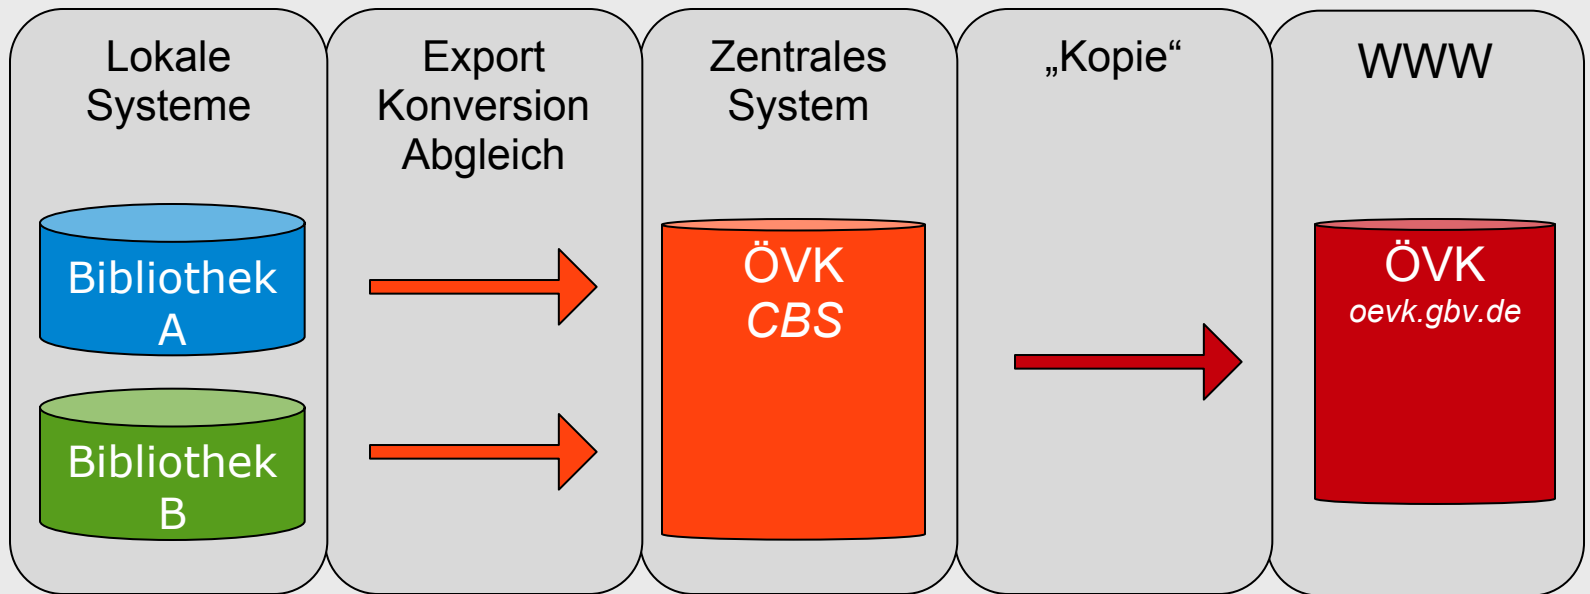 Lokale
Systeme
Export
Konversion
Abgleich
Zentrales
System
„Kopie“
WWW
Bibliothek
A
Bibliothek
B
ÖVK
CBS
ÖVK
oevk.gbv.de